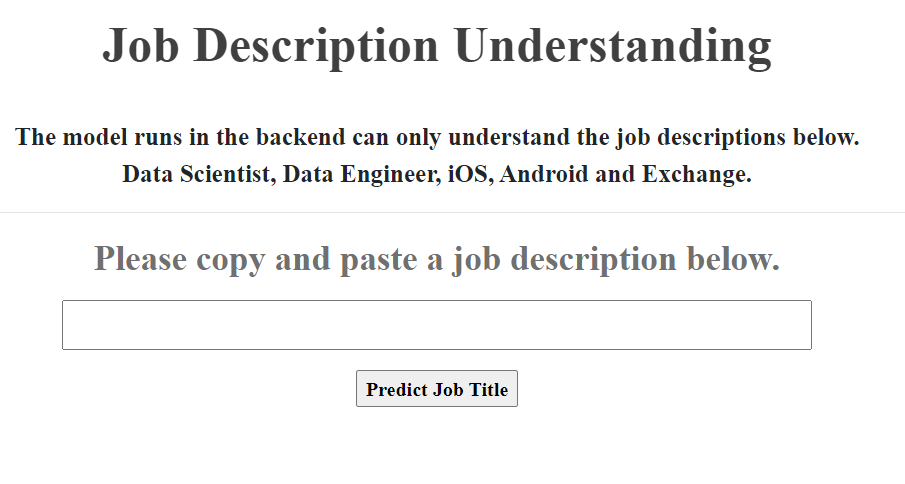 Job Description Understanding
The model runs in the backend can only understand the job descriptions below.
Data Scientist, Data Engineer, iOS, Android and Exchange.
Please copy and paste a job description below.
Predict Job Title